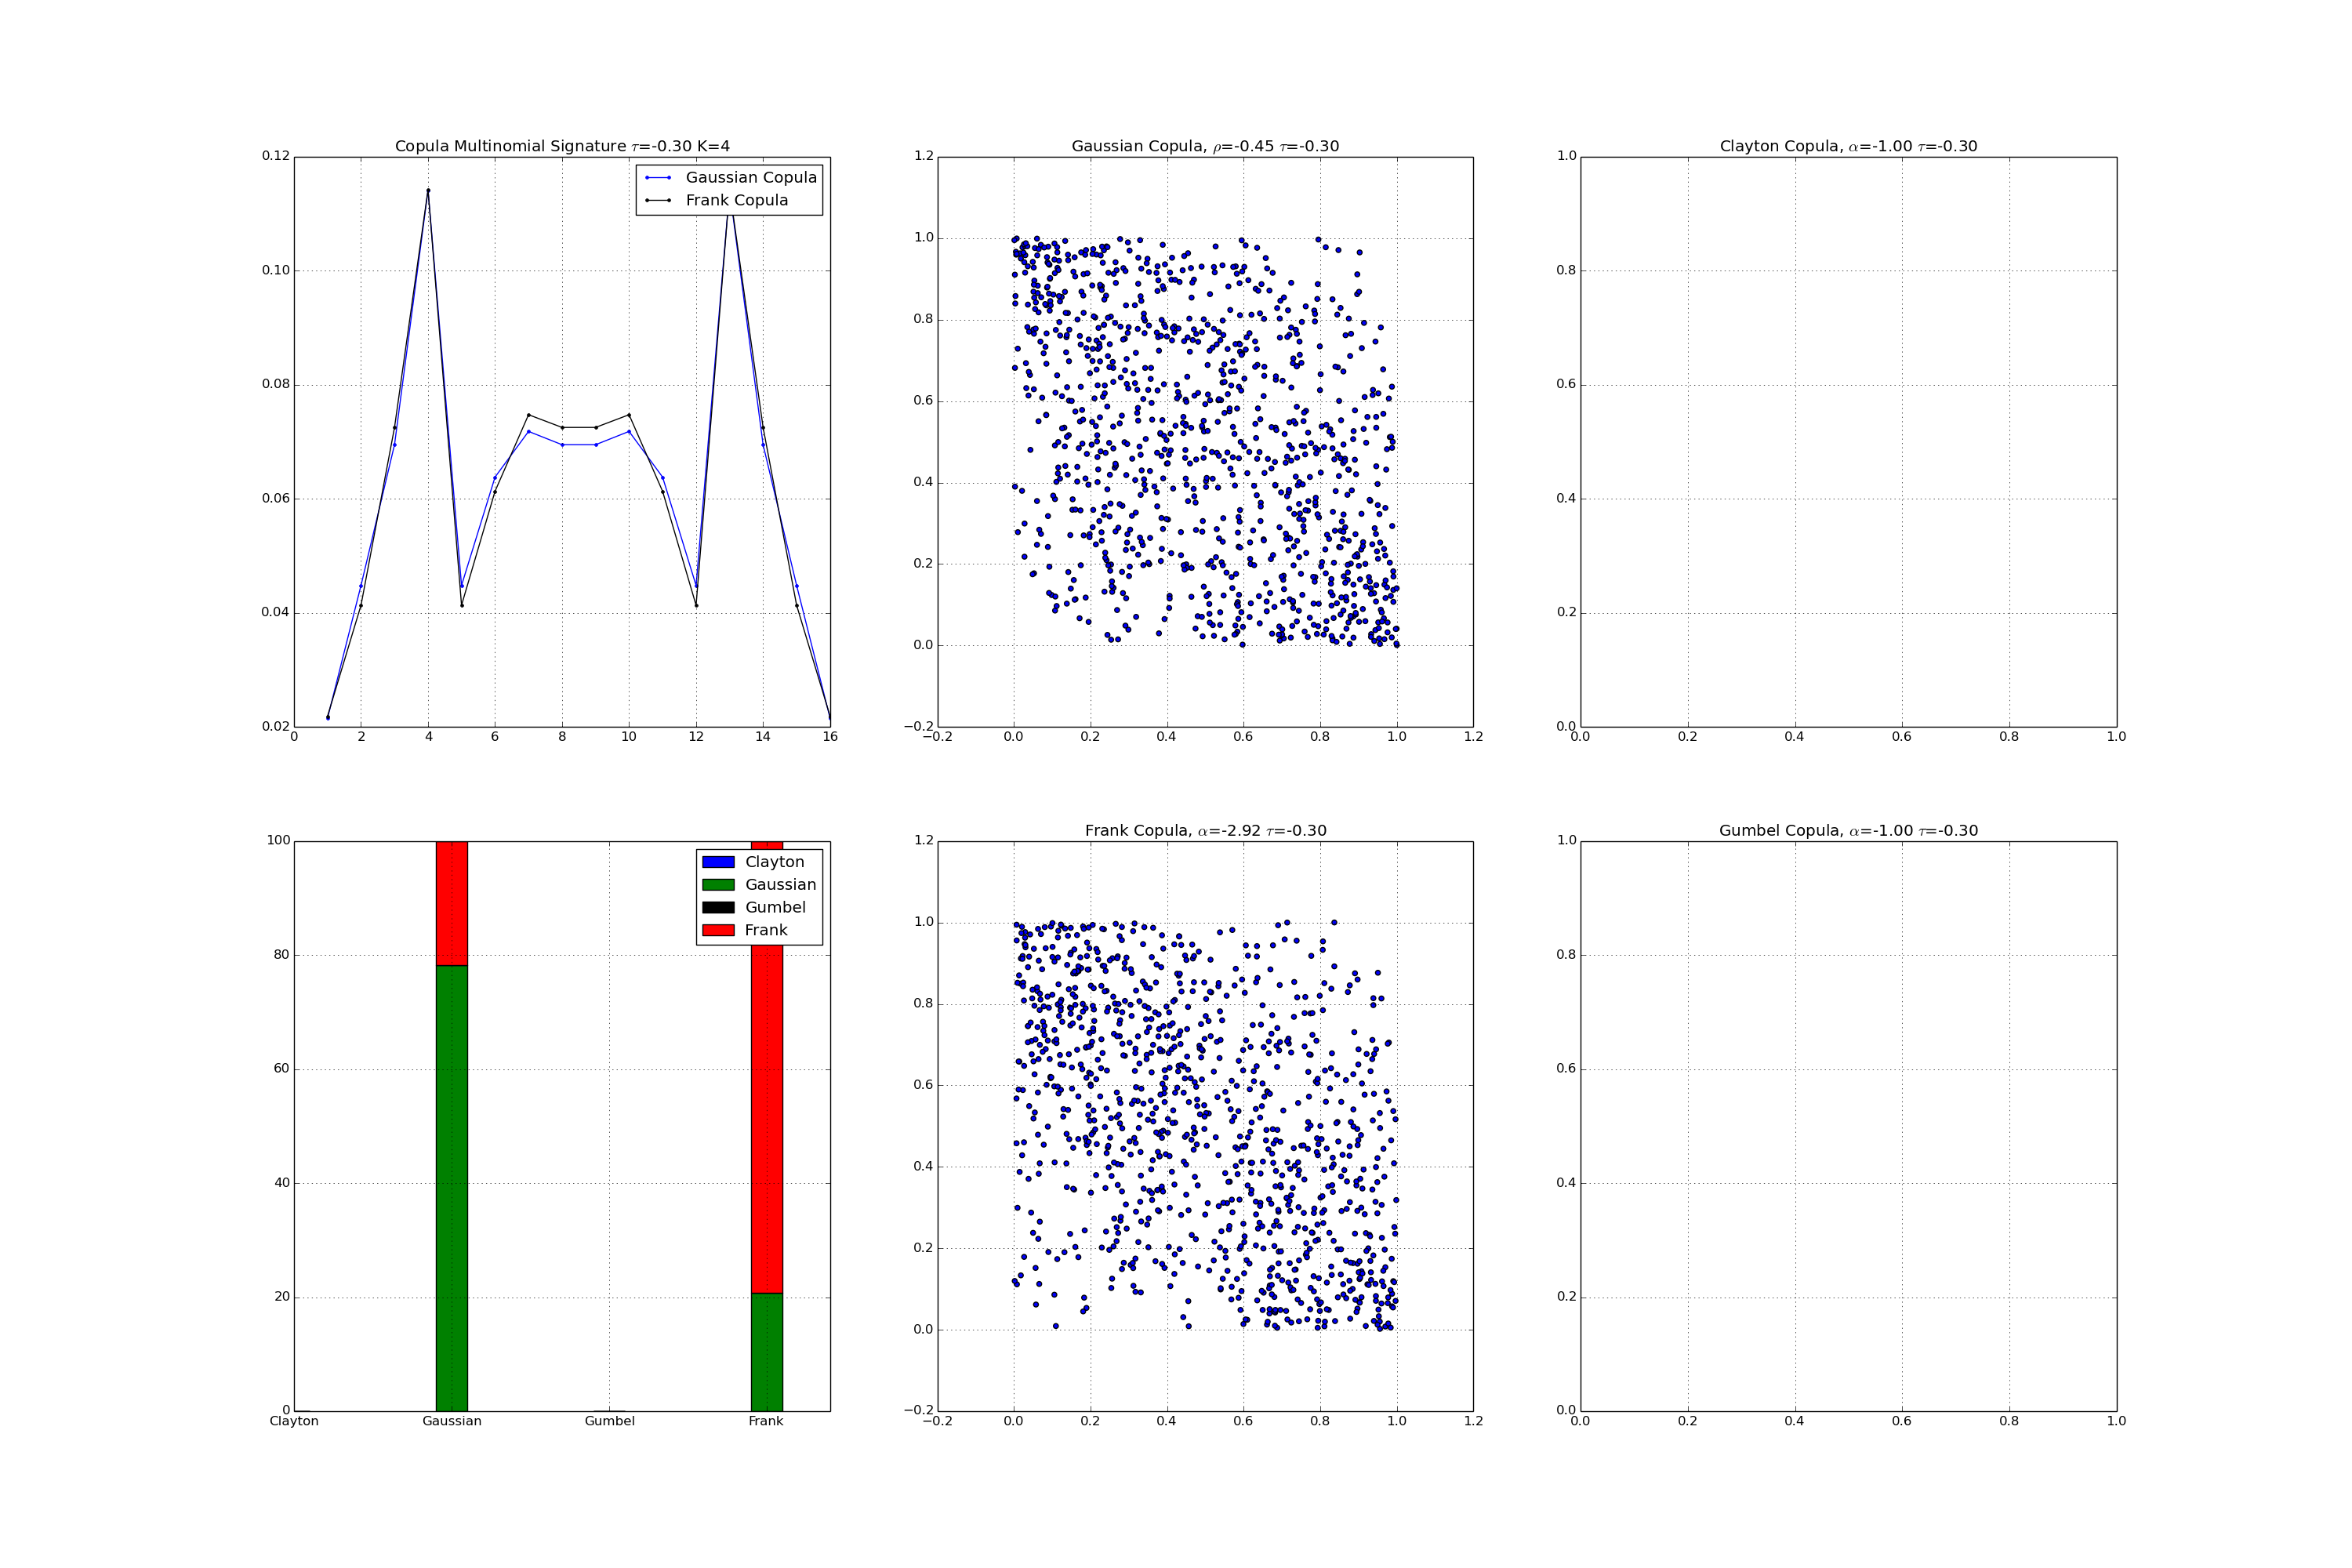 Copula Multinomial Signature τ=-0.30 K=4
0.12
0.10
0.08
0.06
0.04
0.02
0 2 4 6 8 10 12 14 16
Gaussian Copula
Frank Copula
Gaussian Copula, ρ=-0.45 τ=-0.30
1.2
1.0
0.8
0.6
0.4
0.2
0.0
−0.2
−0.2 0.0 0.2 0.4 0.6 0.8 1.0 1.2
Clayton Copula, α=-1.00 τ=-0.30
1.0
0.8
0.6
0.4
0.2
0.0
0.0 0.2 0.4 0.6 0.8 1.0
100
80
60
40
20
0
Clayton Gaussian Gumbel Frank
Clayton
Gaussian
Gumbel
Frank
Frank Copula, α=-2.92 τ=-0.30
1.2
1.0
0.8
0.6
0.4
0.2
0.0
−0.2
−0.2 0.0 0.2 0.4 0.6 0.8 1.0 1.2
Gumbel Copula, α=-1.00 τ=-0.30
1.0
0.8
0.6
0.4
0.2
0.0
0.0 0.2 0.4 0.6 0.8 1.0